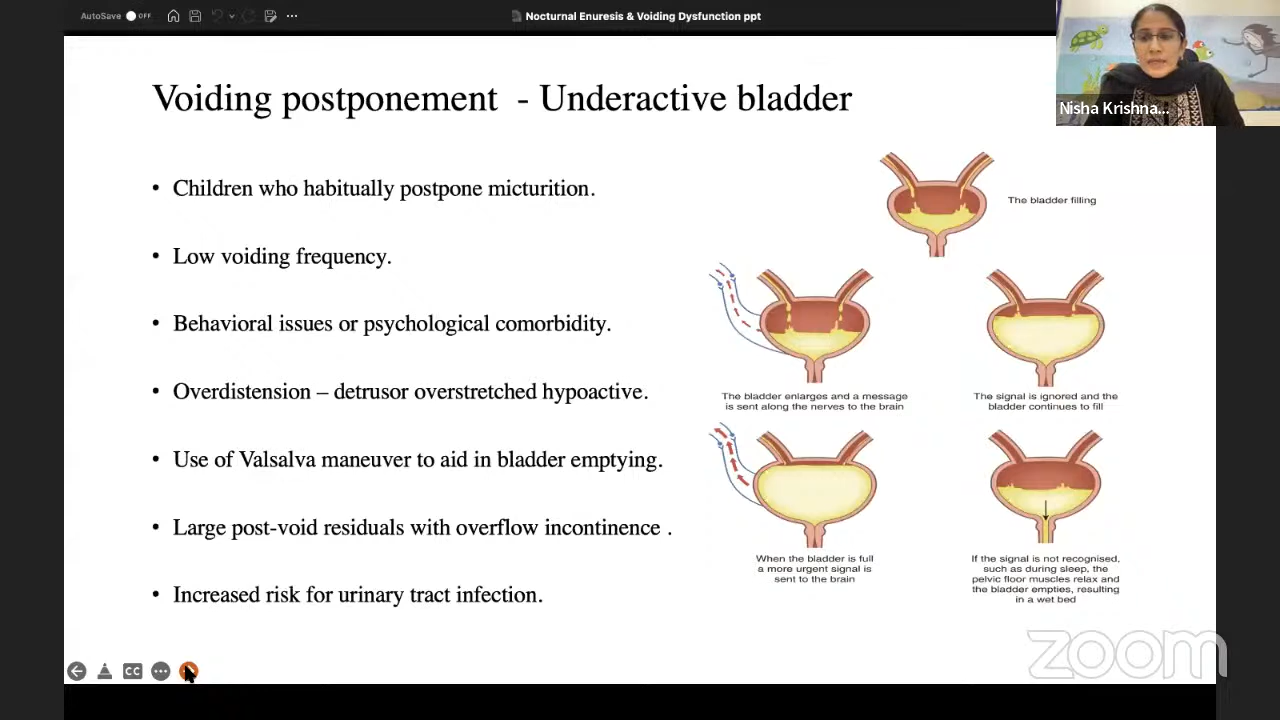 AutoSave OFF
Nocturnal Enuresis & Voiding Dysfunction ppt
Nisha Krishna...
Voiding postponement - Underactive bladder
• Children who habitually postpone micturition.
• Low voiding frequency.
• Behavioral issues or psychological comorbidity.
• Overdistension – detrusor overstretched hypoactive.
• Use of Valsalva maneuver to aid in bladder emptying.
• Large post-void residuals with overflow incontinence .
• Increased risk for urinary tract infection.
The bladder filling
The bladder enlarges and a message
is sent along the nerves to the brain
The signal is ignored and the
bladder continues to fill
When the bladder is full
a more urgent signal is
sent to the brain
If the signal is not recognised,
such as during sleep, the
pelvic floor muscles relax and
the bladder empties, resulting
in a wet bed
CC
zoom